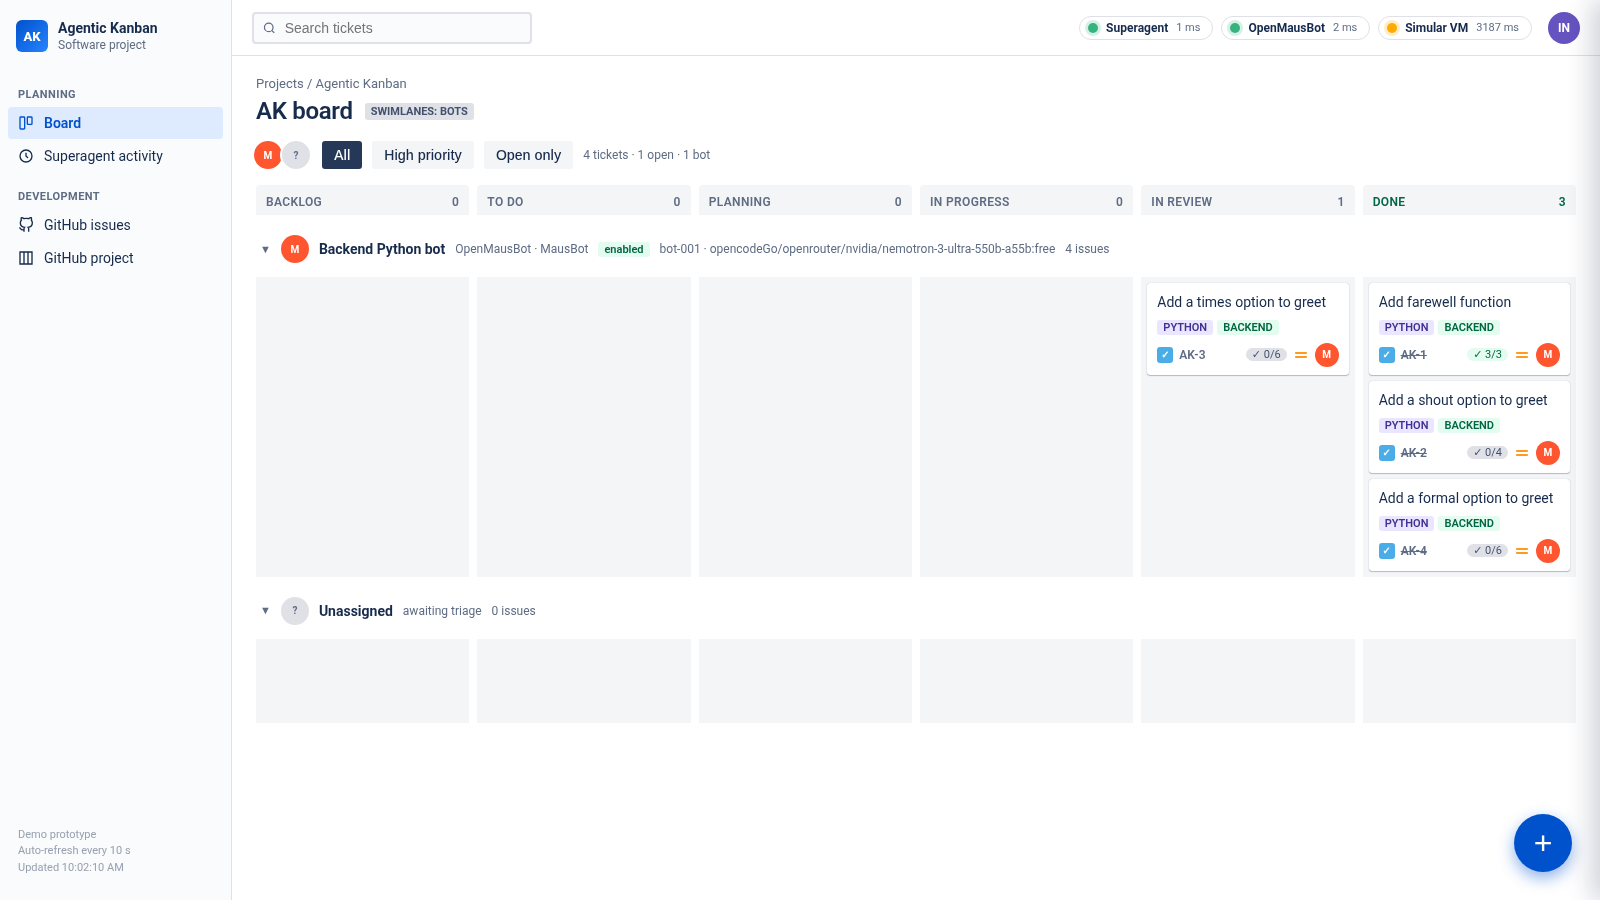 AK
Agentic Kanban
Software project
PLANNING
Board
Superagent activity
DEVELOPMENT
GitHub issues
GitHub project
Demo prototype
Auto-refresh every 10 s
Updated 10:02:10 AM
Search tickets
Superagent 1 ms
OpenMausBot 2 ms
Simular VM 3187 ms
IN
Projects / Agentic Kanban
AK board SWIMLANES: BOTS
M ? All High priority Open only 4 tickets · 1 open · 1 bot
BACKLOG 0
TO DO 0
PLANNING 0
IN PROGRESS 0
IN REVIEW 1
DONE 3
▼ M Backend Python bot OpenMausBot · MausBot enabled bot-001 · opencodeGo/openrouter/nvidia/nemotron-3-ultra-550b-a55b:free 4 issues
Add a times option to greet
PYTHON BACKEND
✓ AK-3 ✓ 0/6 M
Add farewell function
PYTHON BACKEND
✓ AK-1 ✓ 3/3 M
Add a shout option to greet
PYTHON BACKEND
✓ AK-2 ✓ 0/4 M
Add a formal option to greet
PYTHON BACKEND
✓ AK-4 ✓ 0/6 M
▼ ? Unassigned awaiting triage 0 issues
+